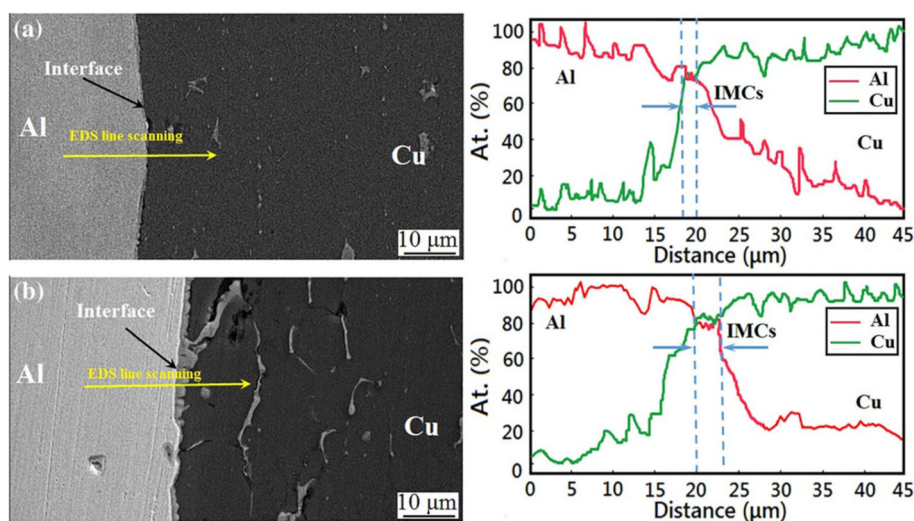 (a)
Interface
Al
EDS line scanning
Cu
10 μm
At. (%)
100
80
60
40
20
0
Al
IMCs
Cu
Al
Cu
0 5 10 15 20 25 30 35 40 45
Distance (μm)
(b)
Interface
Al
EDS line scanning
Cu
10 μm
At. (%)
100
80
60
40
20
0
Al
IMCs
Cu
Al
Cu
0 5 10 15 20 25 30 35 40 45
Distance (μm)